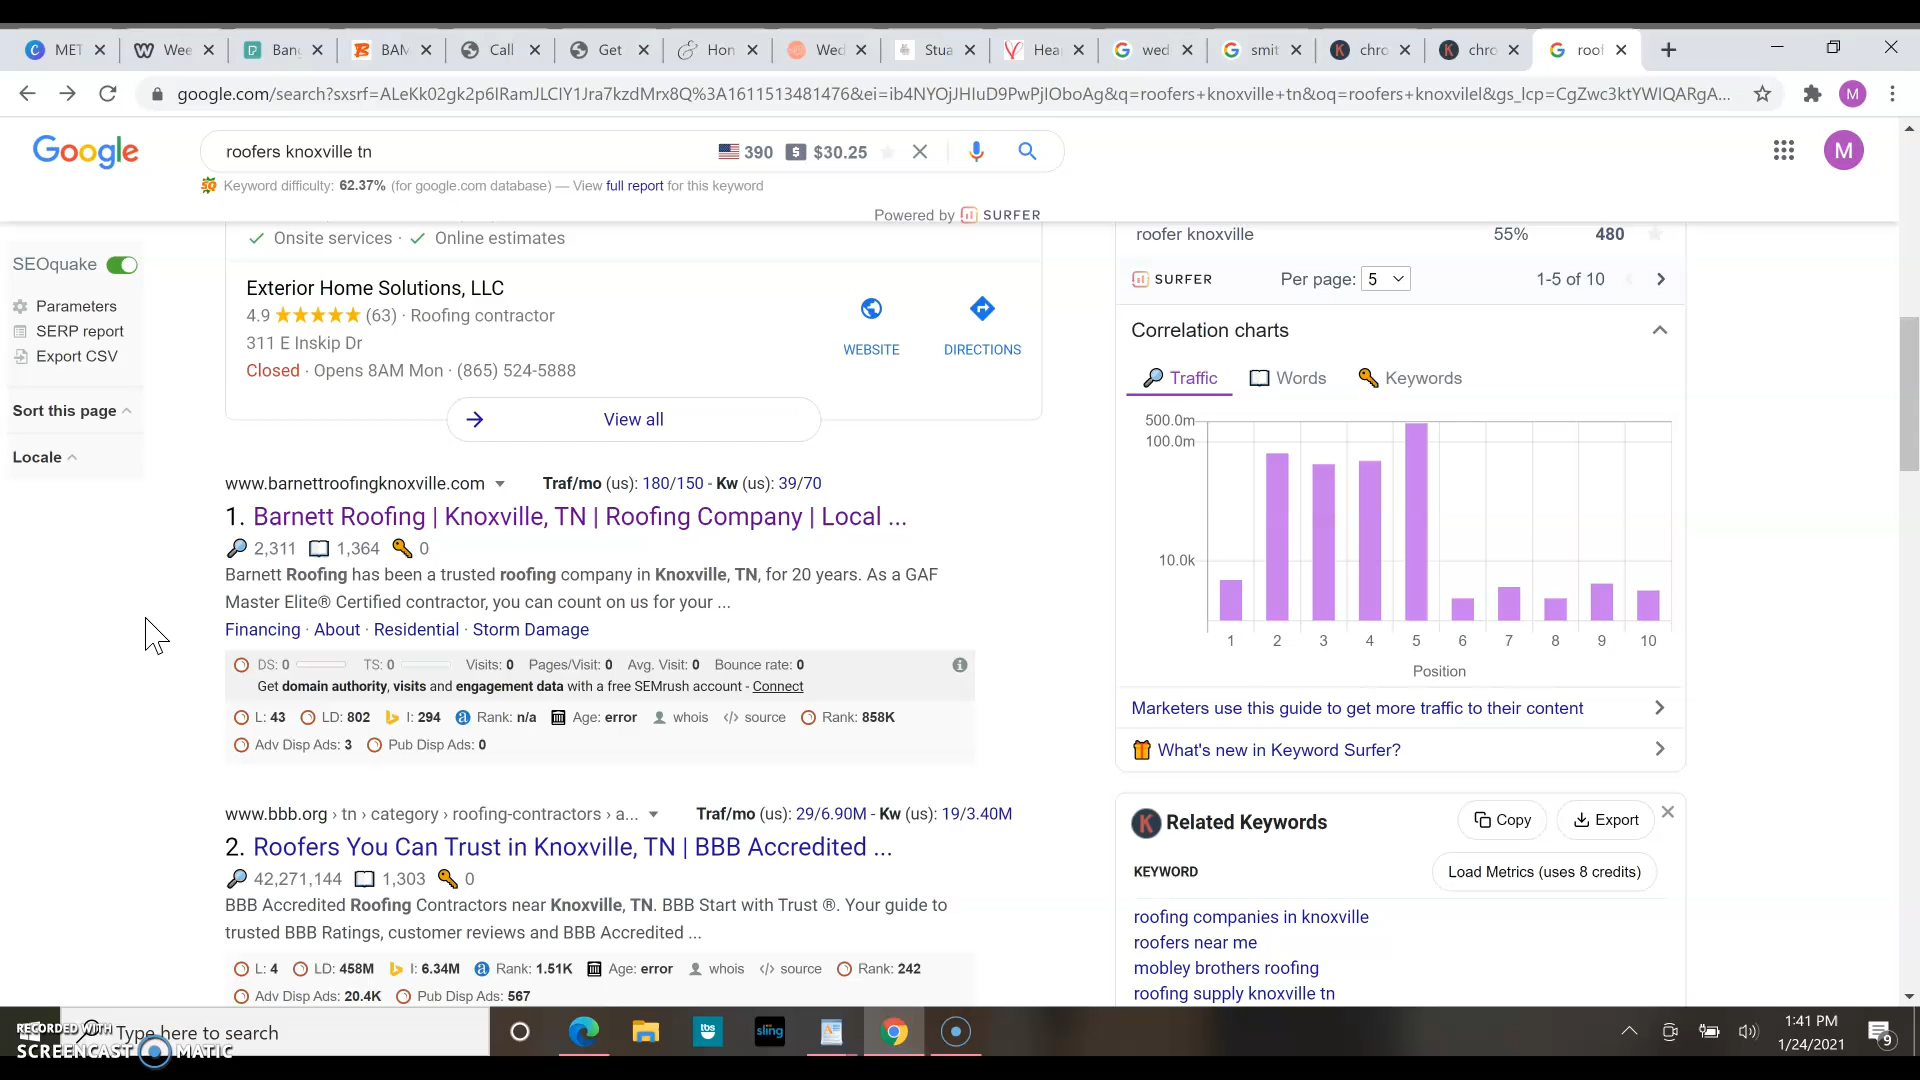 MET
Wee
Ban
BAM
Call
Get
Hon
Wed
Stua
Hea
wed
smit
chro
chro
roof
google.com/search?sxsrf=ALeKk02gk2p6lRamJLClY1Jra7kzdMrx8Q%3A1611513481476&ei=ib4NYOjJHIuD9PwPjIOboAg&q=roofers+knoxville+tn&oq=roofers+knoxvilel&gs_lcp=CgZwc3ktYWIQARgA...
M
Google
roofers knoxville tn
390
$30.25
M
Keyword difficulty: 62.37% (for google.com database) — View full report for this keyword
Powered by SURFER
SEOquake
Parameters
SERP report
Export CSV
Sort this page
Locale
Onsite services · Online estimates
Exterior Home Solutions, LLC
4.9 (63) · Roofing contractor
311 E Inskip Dr
Closed · Opens 8AM Mon · (865) 524-5888
WEBSITE
DIRECTIONS
View all
www.barnettroofingknoxville.com Traf/mo (us): 180/150 - Kw (us): 39/70
1. Barnett Roofing | Knoxville, TN | Roofing Company | Local ...
2,311 1,364 0
Barnett Roofing has been a trusted roofing company in Knoxville, TN, for 20 years. As a GAF
Master Elite® Certified contractor, you can count on us for your ...
Financing · About · Residential · Storm Damage
DS: 0 TS: 0 Visits: 0 Pages/Visit: 0 Avg. Visit: 0 Bounce rate: 0
Get domain authority, visits and engagement data with a free SEMrush account - Connect
L: 43 LD: 802 I: 294 Rank: n/a Age: error whois source Rank: 858K
Adv Disp Ads: 3 Pub Disp Ads: 0
www.bbb.org › tn › category › roofing-contractors › a... Traf/mo (us): 29/6.90M - Kw (us): 19/3.40M
2. Roofers You Can Trust in Knoxville, TN | BBB Accredited ...
42,271,144 1,303 0
BBB Accredited Roofing Contractors near Knoxville, TN. BBB Start with Trust ®. Your guide to
trusted BBB Ratings, customer reviews and BBB Accredited ...
L: 4 LD: 458M I: 6.34M Rank: 1.51K Age: error whois source Rank: 242
Adv Disp Ads: 20.4K Pub Disp Ads: 567
roofer knoxville 55% 480
SURFER Per page: 5 1-5 of 10
Correlation charts
Traffic Words Keywords
500.0m
100.0m
10.0k
1 2 3 4 5 6 7 8 9 10
Position
Marketers use this guide to get more traffic to their content
What's new in Keyword Surfer?
K Related Keywords Copy Export
KEYWORD Load Metrics (uses 8 credits)
roofing companies in knoxville
roofers near me
mobley brothers roofing
roofing supply knoxville tn
Type here to search
RECORDED WITH
SCREENCAST MATIC
tbs
sling
1:41 PM
1/24/2021
9